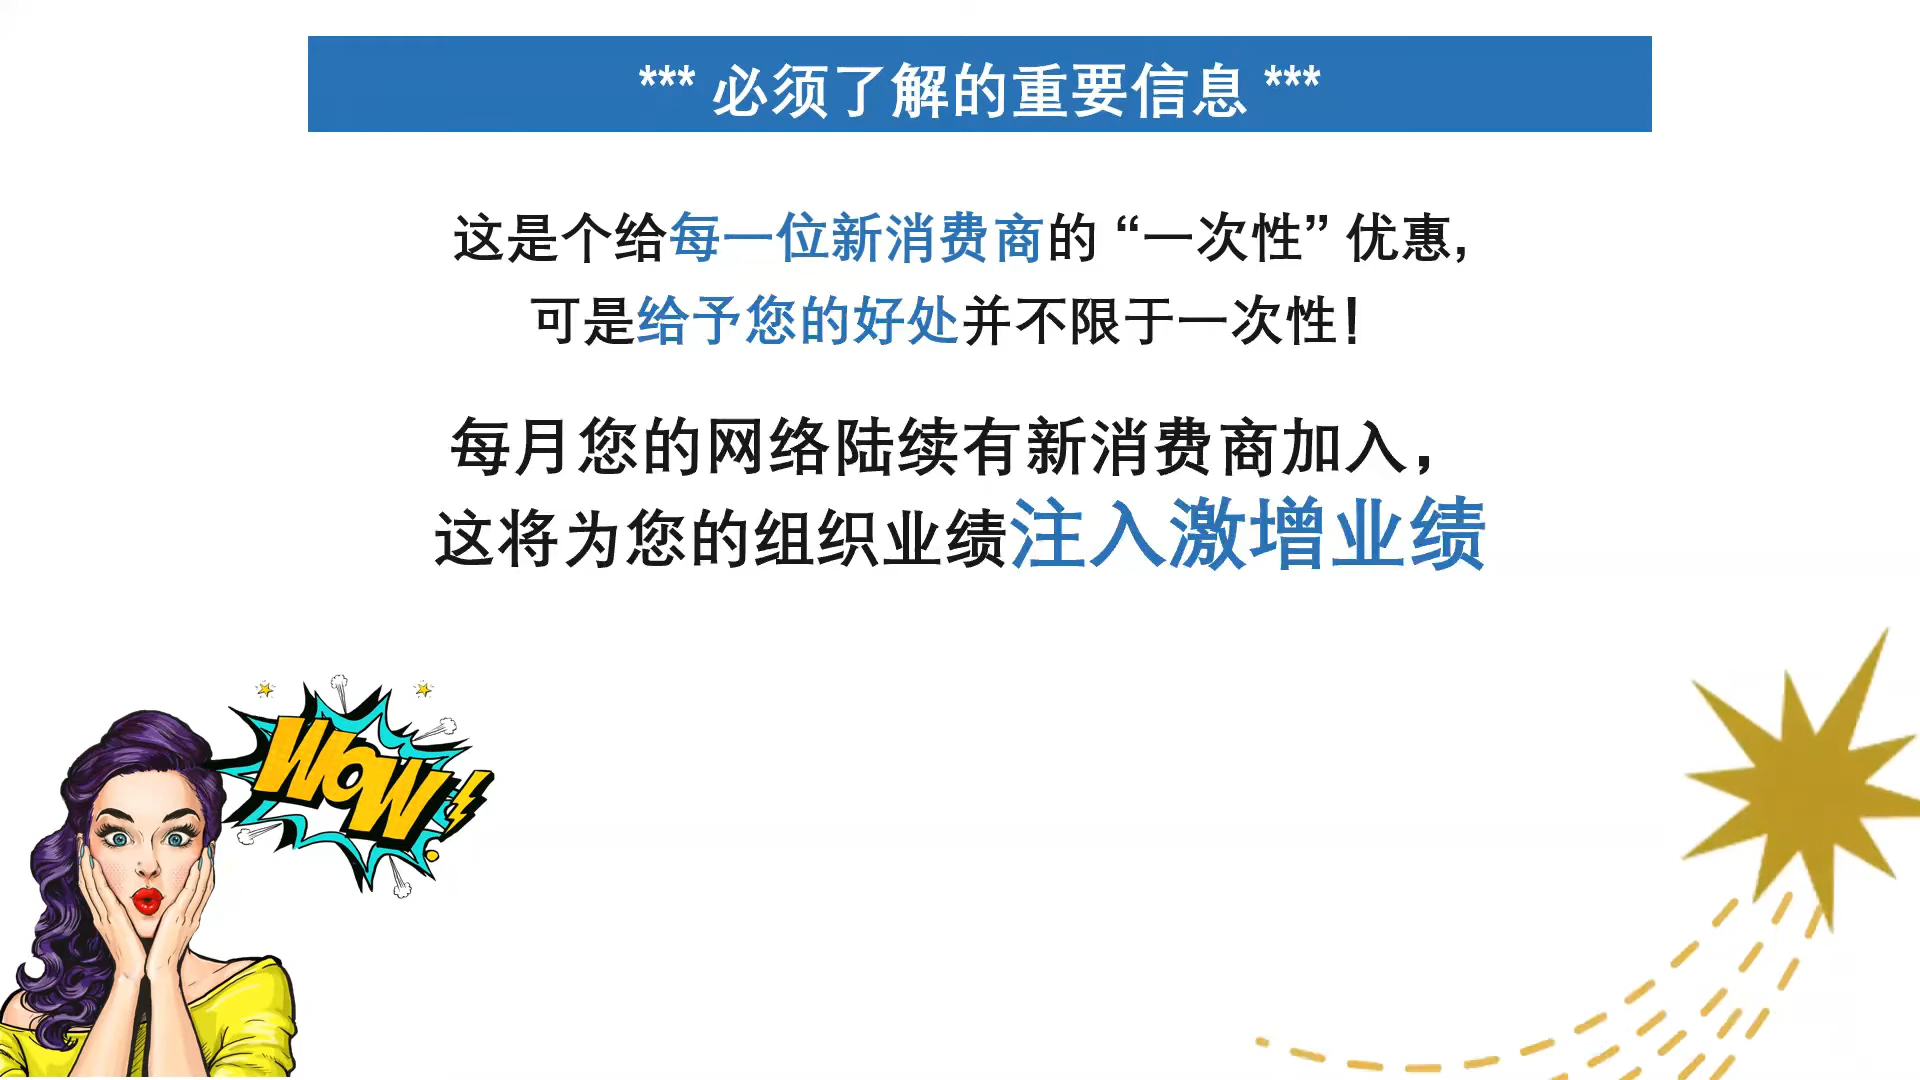 *** 必须了解的重要信息 ***
这是个给每一位新消费商的 “一次性” 优惠,
可是给予您的好处并不限于一次性！
每月您的网络陆续有新消费商加入，
这将为您的组织业绩注入激增业绩
WOW!